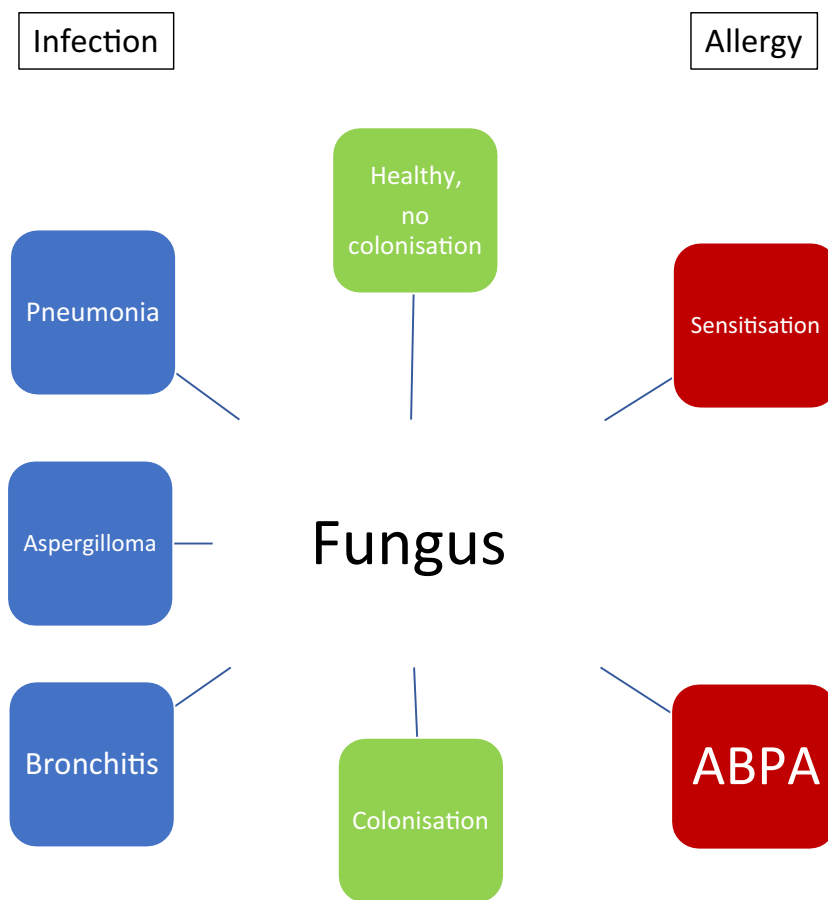 Infection
Allergy
Healthy,
no
colonisation
Pneumonia
Sensitisation
Aspergilloma
Fungus
Bronchitis
ABPA
Colonisation